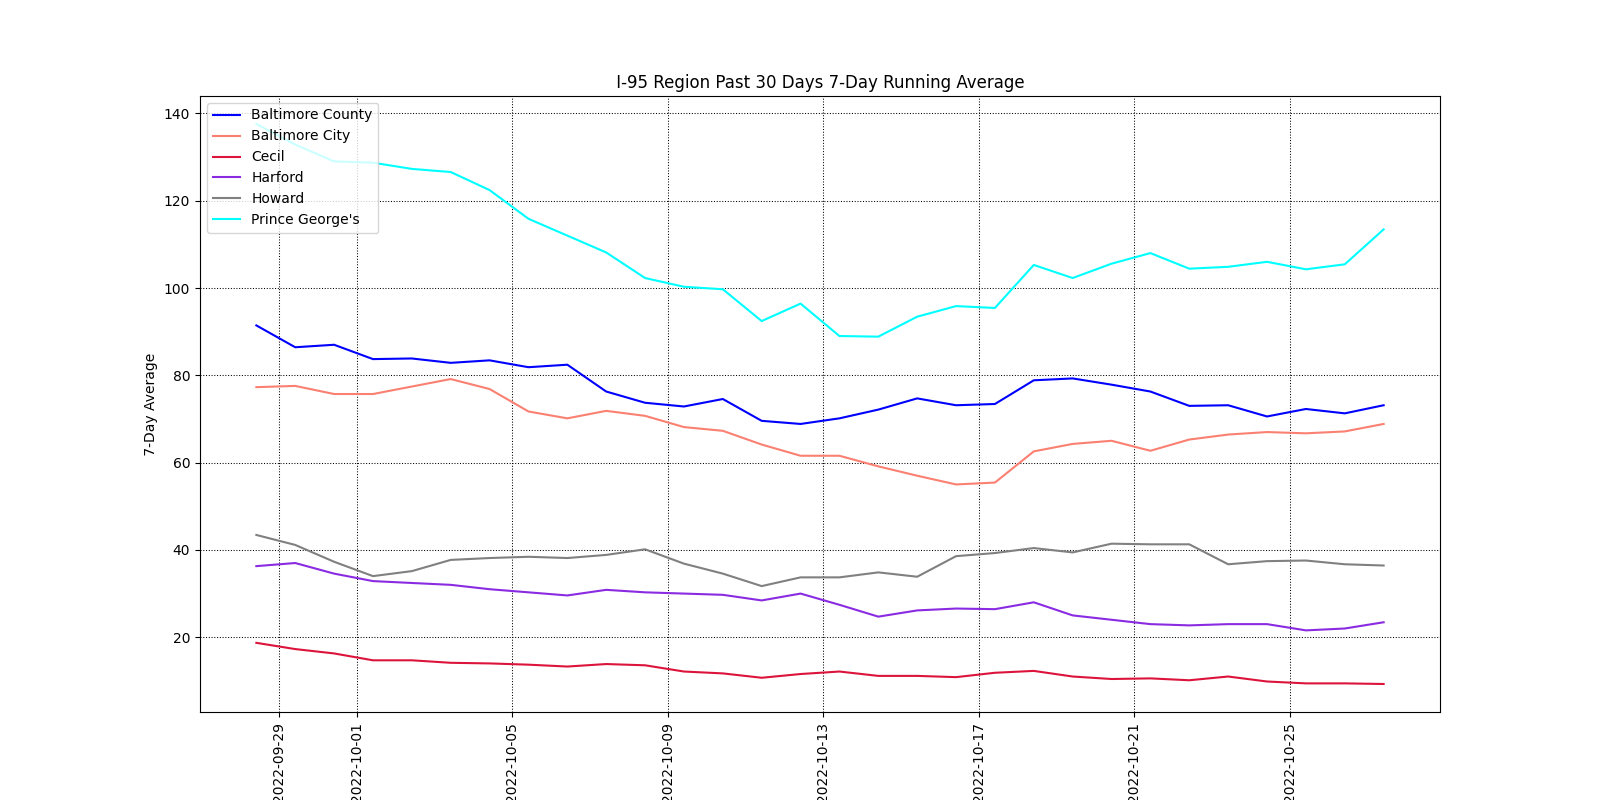 I-95 Region Past 30 Days 7-Day Running Average
Baltimore County
Baltimore City
Cecil
Harford
Howard
Prince George's
7-Day Average
140
120
100
80
60
40
20
2022-09-29
2022-10-01
2022-10-05
2022-10-09
2022-10-13
2022-10-17
2022-10-21
2022-10-25